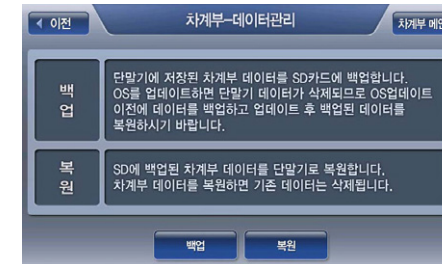 이전
차계부-데이터관리
차계부 메인
백업
단말기에 저장된 차계부 데이터를 SD카드에 백업합니다.
OS를 업데이트하면 단말기 데이터가 삭제되므로 OS업데이트
이전에 데이터를 백업하고 업데이트 후 백업된 데이터를
복원하시기 바랍니다.
복원
SD에 백업된 차계부 데이터를 단말기로 복원합니다,
차계부 데이터를 복원하면 기존 데이터는 삭제됩니다.
백업
복원